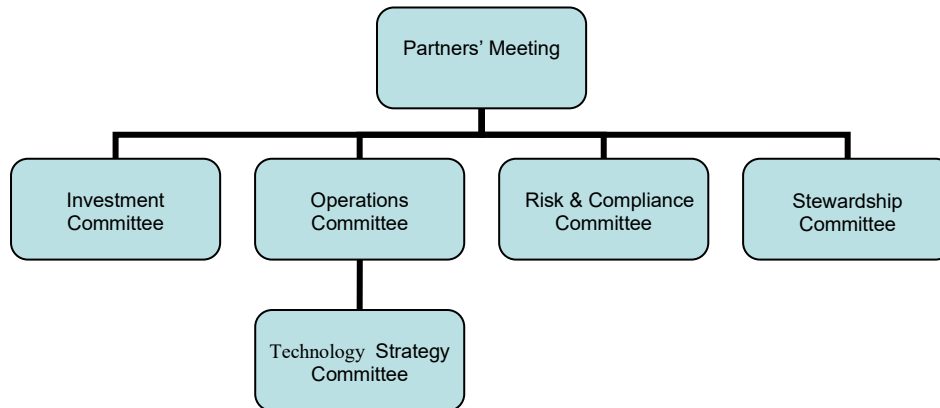 Partners’ Meeting
Investment
Committee
Operations
Committee
Risk & Compliance
Committee
Stewardship
Committee
Technology Strategy
Committee